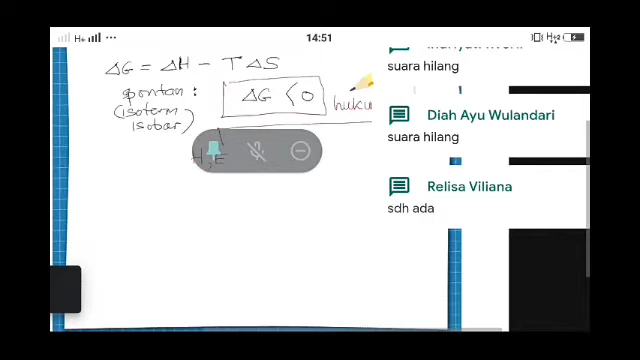 H+ ... 14:51 H+
ΔG = ΔH - TΔS
spontan :
(isoterm
isobar)
ΔG < 0
huku
H, E
suara hilang
Diah Ayu Wulandari
suara hilang
Relisa Viliana
sdh ada